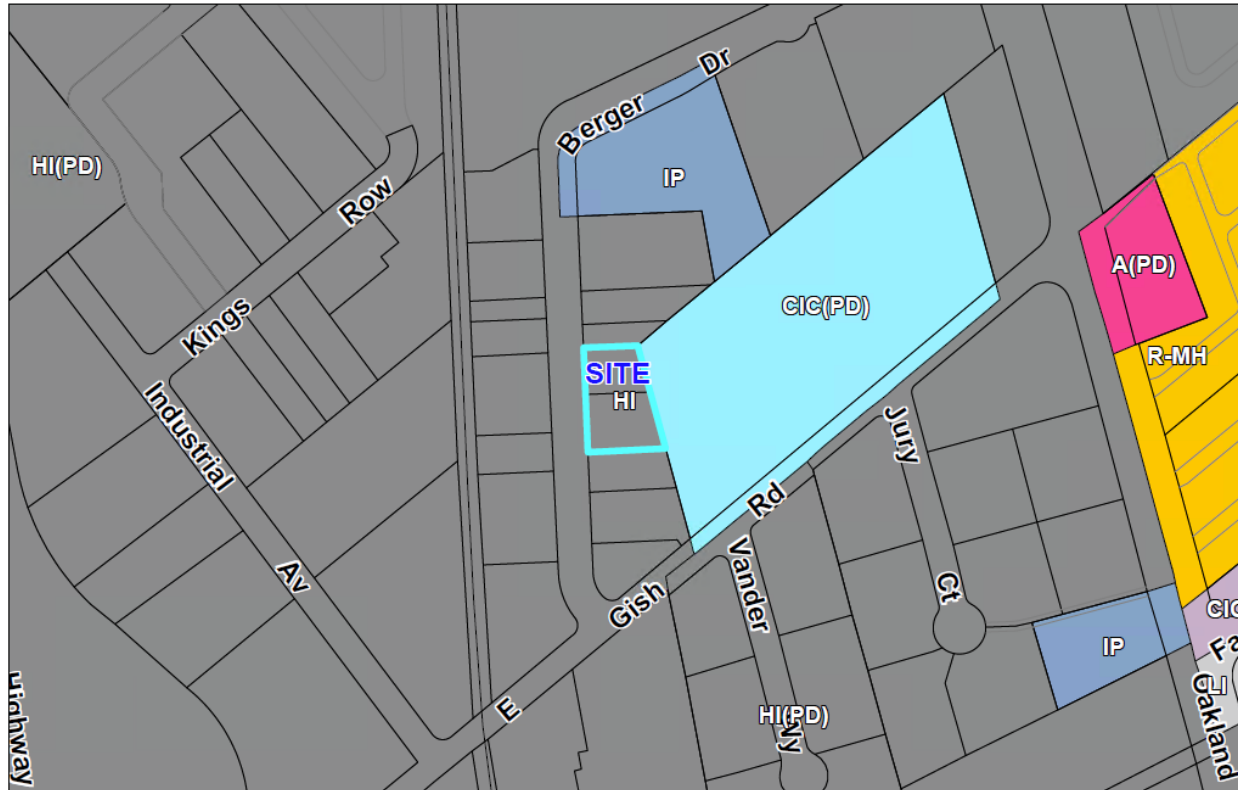 Berger Dr
HI(PD)
IP
Kings Row
A(PD)
CIC(PD)
R-MH
SITE
HI
Industrial Av
Jury Ct
E Gish Rd
Vander Wy
CIC
IP
LI
HI(PD)
Oakland
Highway